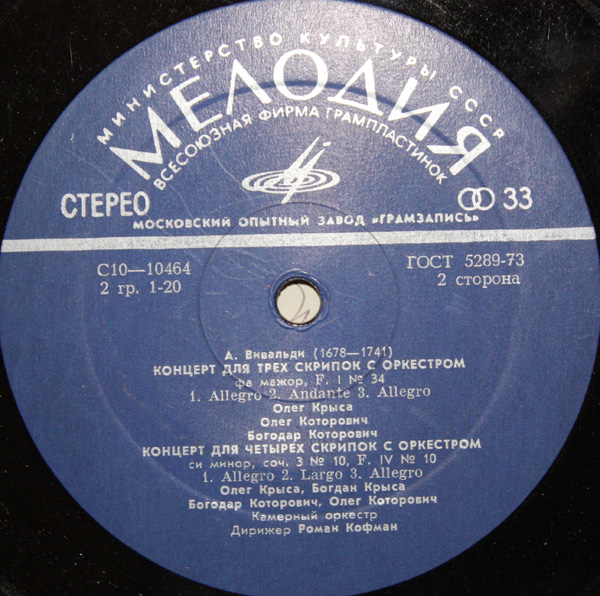 МИНИСТЕРСТВО КУЛЬТУРЫ СССР
МЕЛОДИЯ
ВСЕСОЮЗНАЯ ФИРМА ГРАМПЛАСТИНОК
СТЕРЕО
33
МОСКОВСКИЙ ОПЫТНЫЙ ЗАВОД «ГРАМЗАПИСЬ»
С10—10464
ГОСТ 5289-73
2 гр. 1-20
2 сторона
А. Вивальди (1678—1741)
КОНЦЕРТ ДЛЯ ТРЕХ СКРИПОК С ОРКЕСТРОМ
фа мажор, F. I № 34
1. Allegro 2. Andante 3. Allegro
Олег Крыса
Олег Которович
Богодар Которович
КОНЦЕРТ ДЛЯ ЧЕТЫРЕХ СКРИПОК С ОРКЕСТРОМ
си минор, соч. 3 № 10, F. IV № 10
1. Allegro 2. Largo 3. Allegro
Олег Крыса, Богдан Крыса
Богодар Которович, Олег Которович
Камерный оркестр
Дирижер Роман Кофман